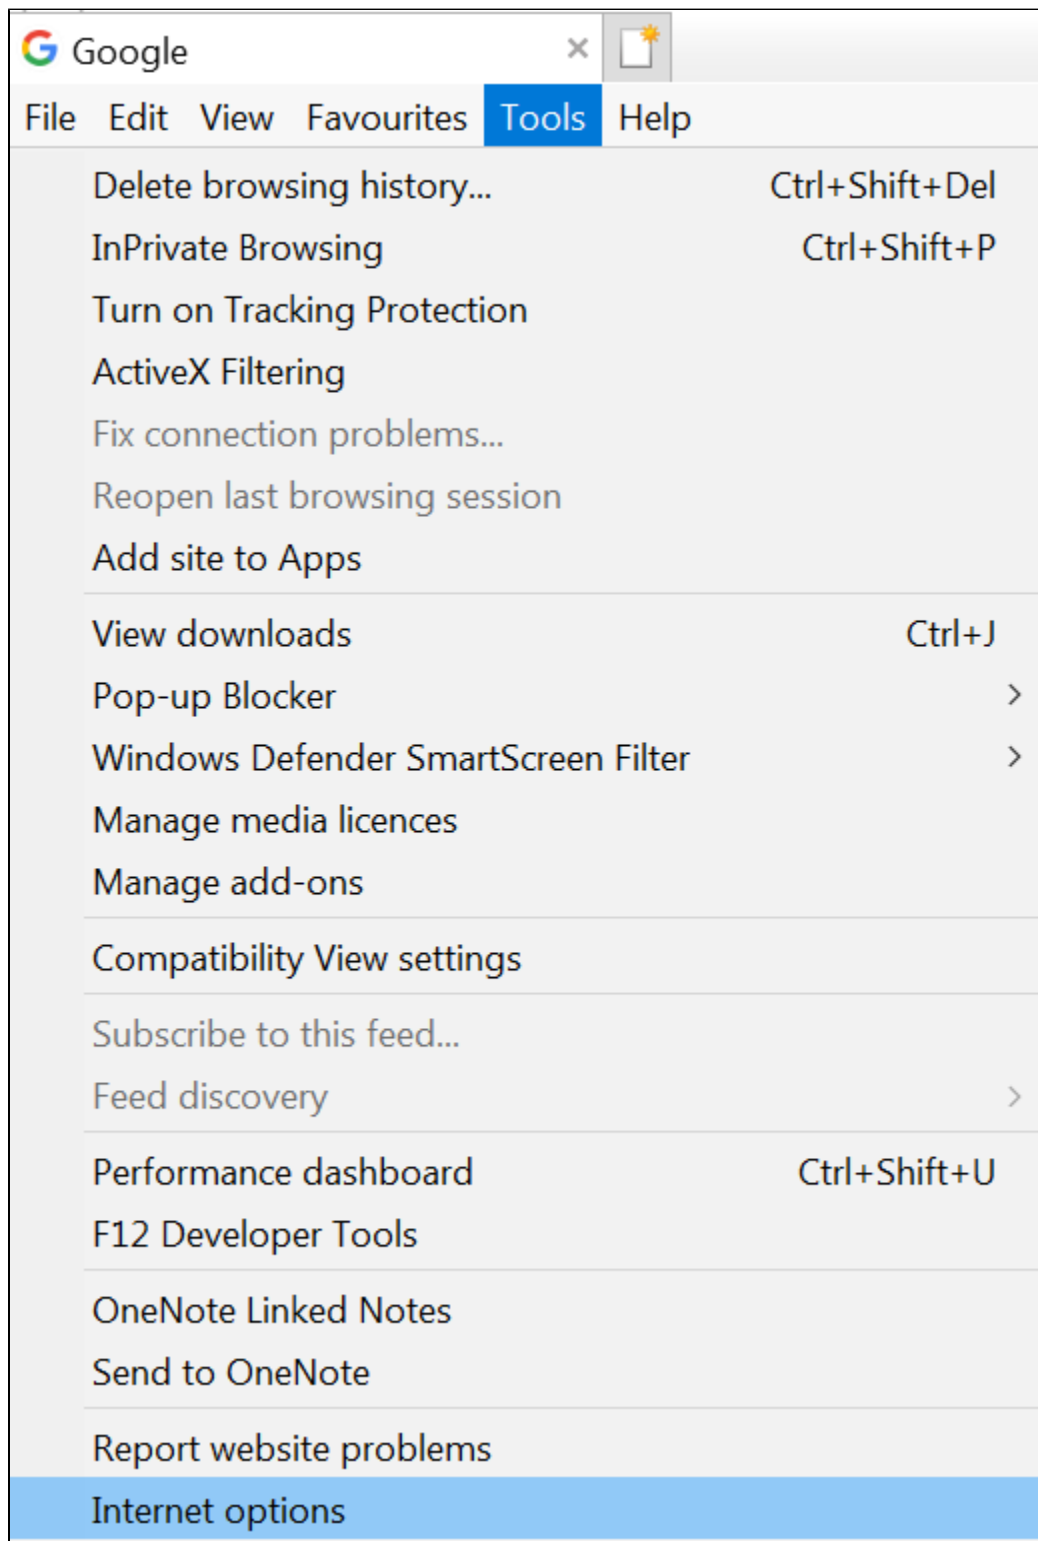 Google
File Edit View Favourites Tools Help
Delete browsing history... Ctrl+Shift+Del
InPrivate Browsing Ctrl+Shift+P
Turn on Tracking Protection
ActiveX Filtering
Fix connection problems...
Reopen last browsing session
Add site to Apps
View downloads Ctrl+J
Pop-up Blocker
Windows Defender SmartScreen Filter
Manage media licences
Manage add-ons
Compatibility View settings
Subscribe to this feed...
Feed discovery
Performance dashboard Ctrl+Shift+U
F12 Developer Tools
OneNote Linked Notes
Send to OneNote
Report website problems
Internet options